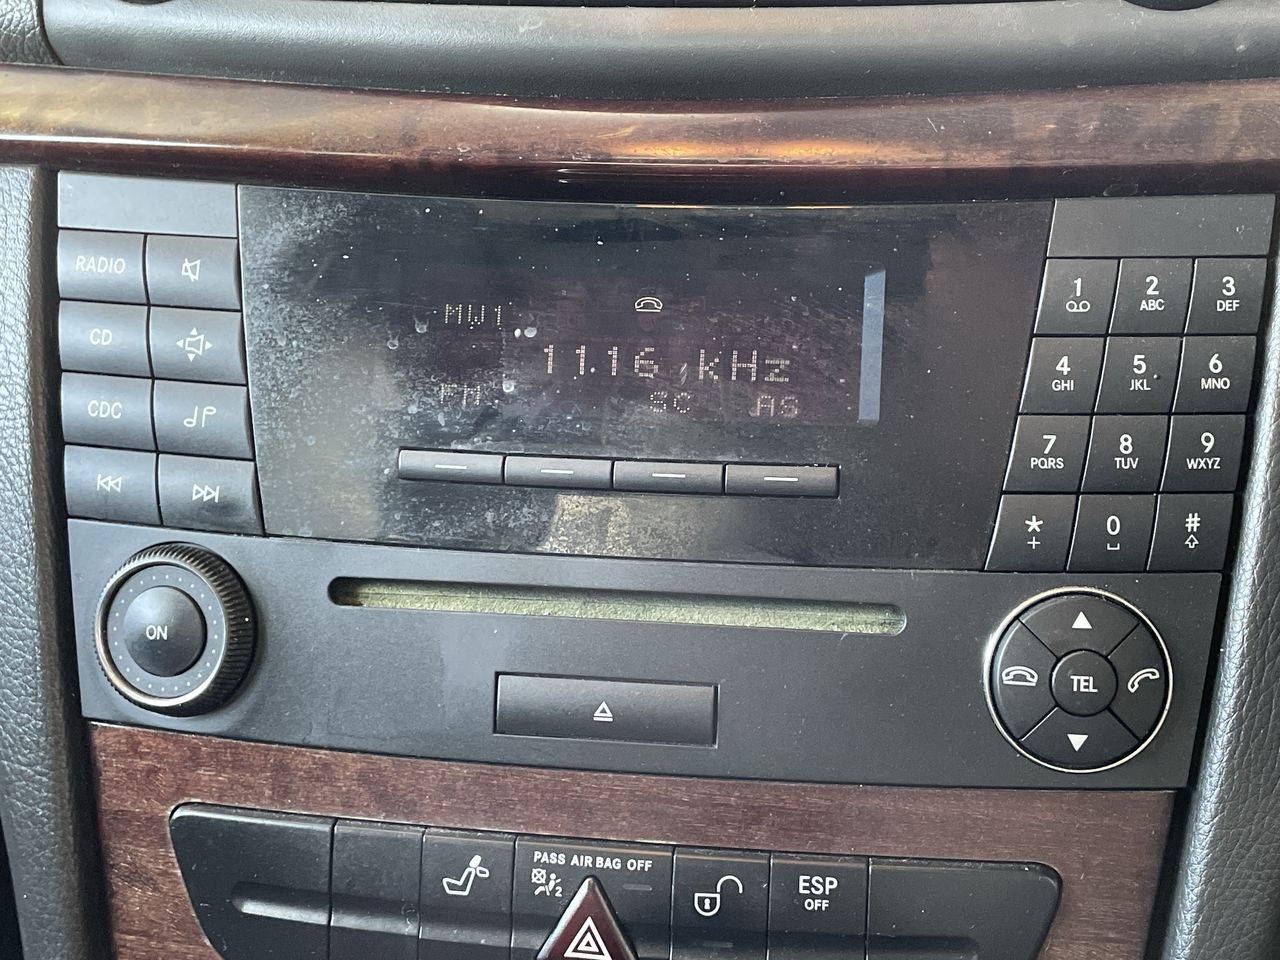 RADIO
CD
CDC
MW1
1116 kHz
FM
SC
AS
1
2
ABC
3
DEF
4
GHI
5
JKL
6
MNO
7
PQRS
8
TUV
9
WXYZ
*
+
0
#
ON
TEL
PASS AIR BAG OFF
2
ESP
OFF